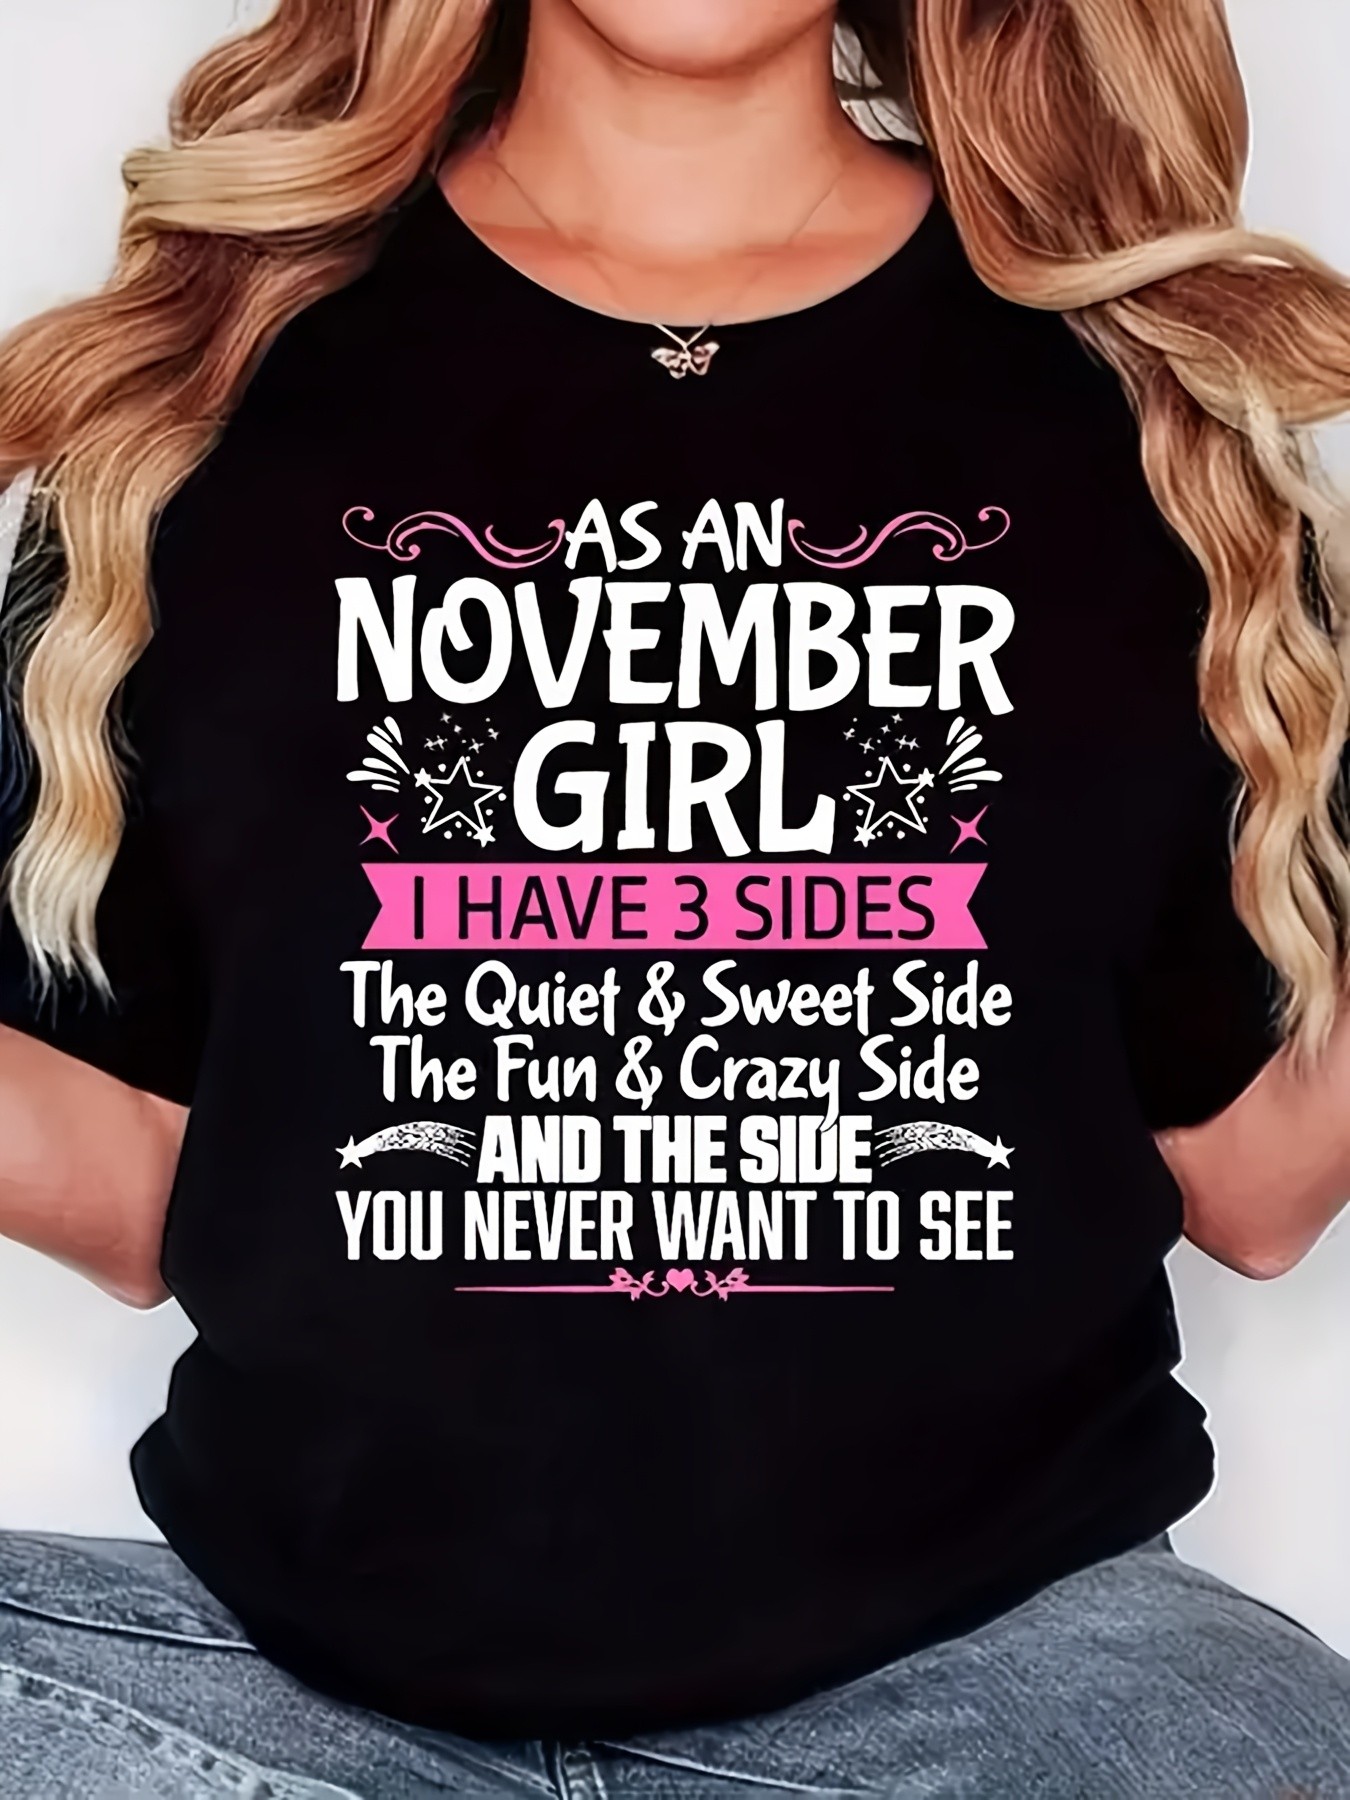 AS AN
NOVEMBER
GIRL
I HAVE 3 SIDES
The Quiet & Sweet Side
The Fun & Crazy Side
AND THE SIDE
YOU NEVER WANT TO SEE